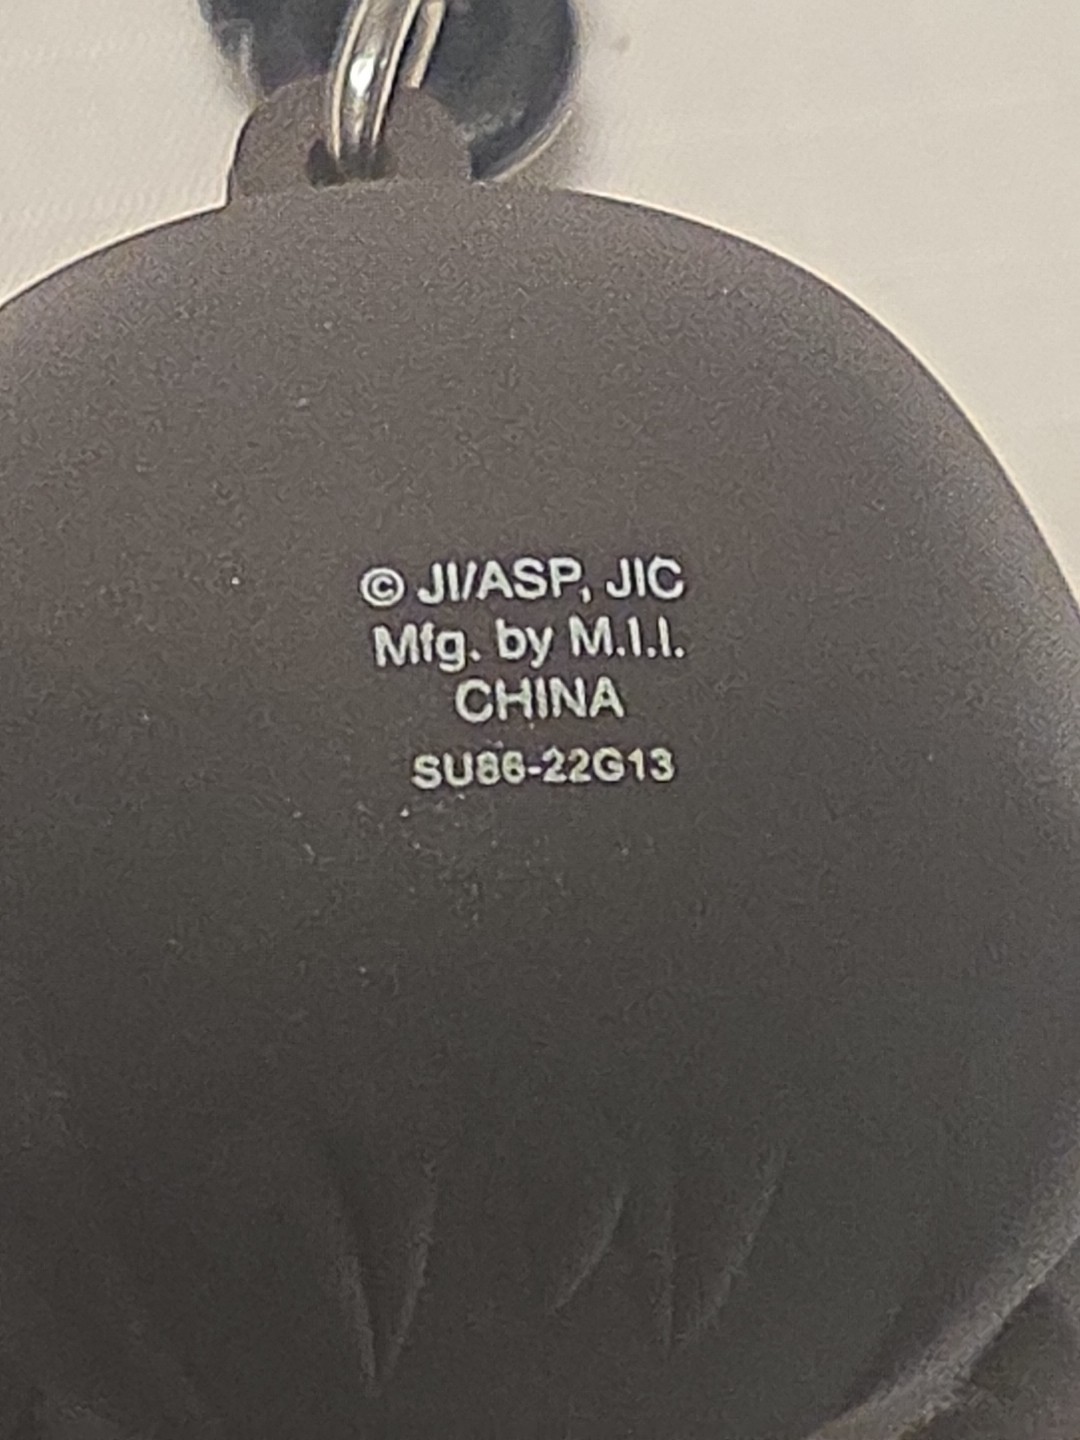 © JI/ASP, JIC
Mfg. by M.I.I.
CHINA
SU86-22G13